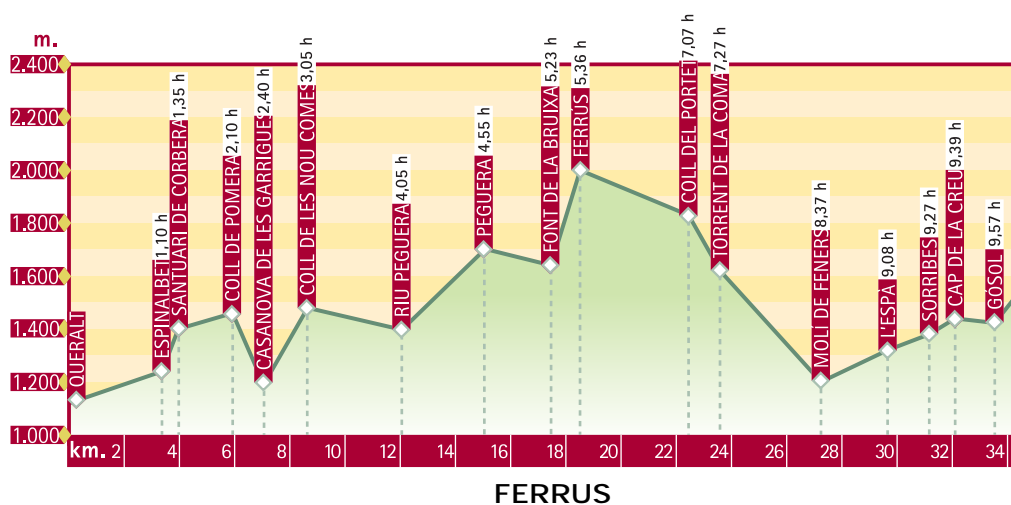 m.
2.400
2.200
2.000
1.800
1.600
1.400
1.200
1.000
QUERALT
ESPINALBET 1,10 h
SANTUARI DE CORBERA 1,35 h
COLL DE POMERA 2,10 h
CASANOVA DE LES GARRIGUES 2,40 h
COLL DE LES NOU COMES 3,05 h
RIU PEGUERA 4,05 h
PEGUERA 4,55 h
FONT DE LA BRUIXA 5,23 h
FERRÚS 5,36 h
COLL DEL PORTET 7,07 h
TORRENT DE LA COMA 7,27 h
MOLÍ DE FENERS 8,37 h
L'ESPÀ 9,08 h
SORRIBES 9,27 h
CAP DE LA CREU 9,39 h
GÓSOL 9,57 h
km. 2 4 6 8 10 12 14 16 18 20 22 24 26 28 30 32 34
FERRUS